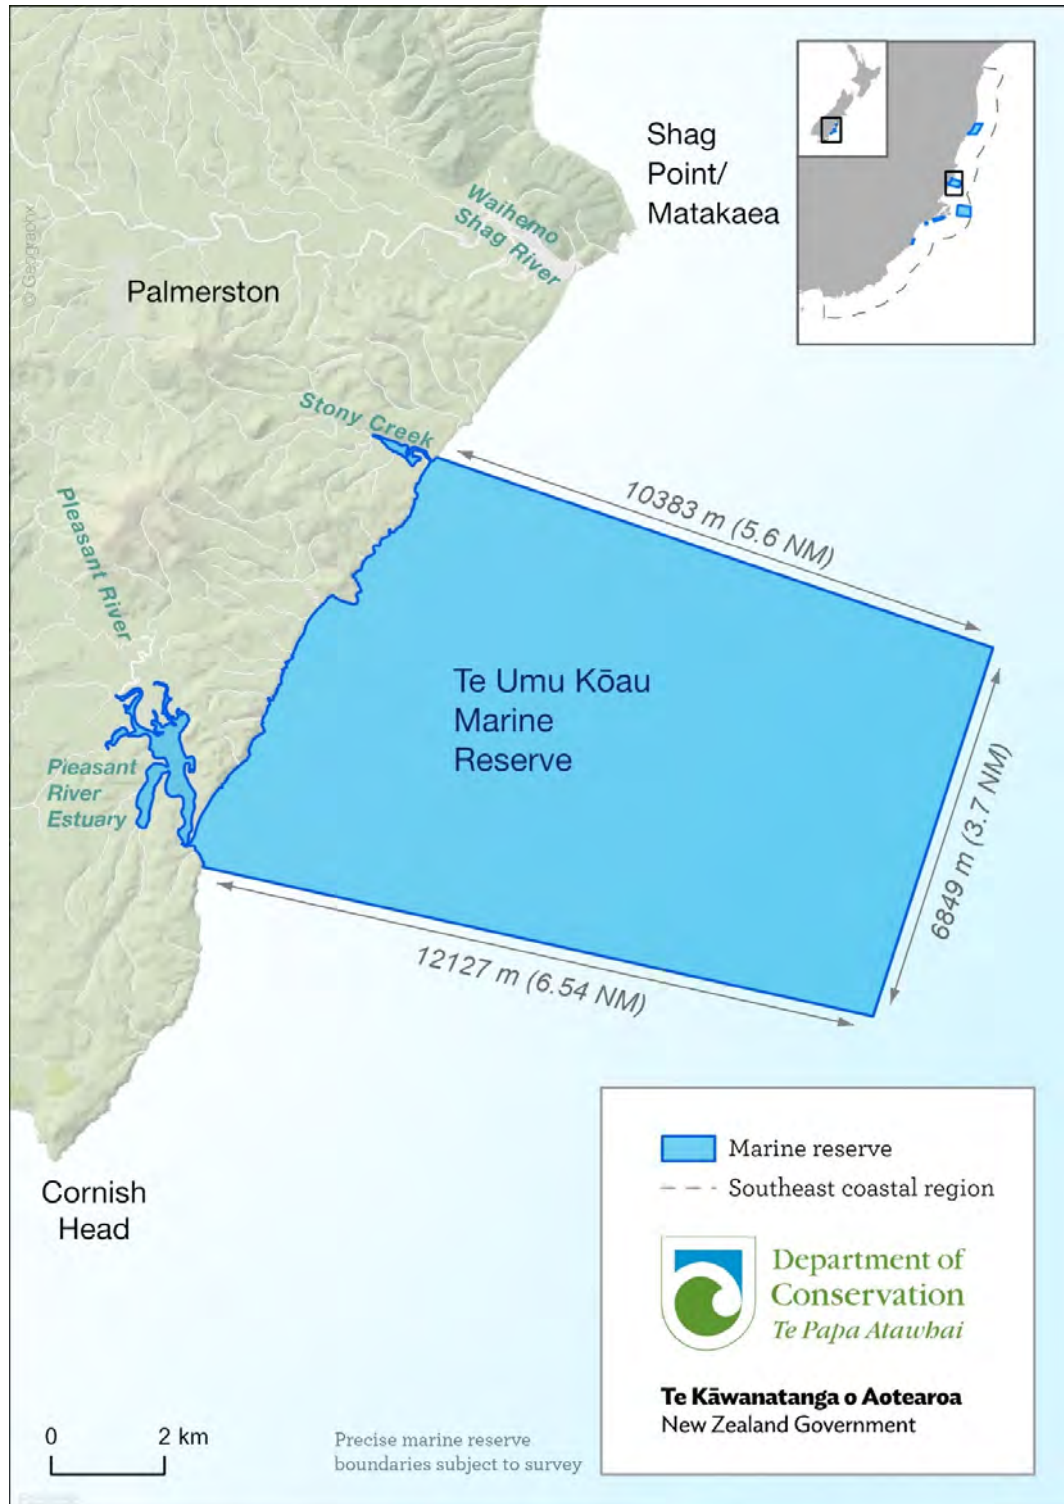 Shag
Point/
Matakaea
Waihemo
Shag River
© Geographx
Palmerston
Stony Creek
10383 m (5.6 NM)
Pleasant River
Te Umu Kōau
Marine
Reserve
Pleasant
River
Estuary
6849 m (3.7 NM)
12127 m (6.54 NM)
Cornish
Head
Marine reserve
Southeast coastal region
Department of
Conservation
Te Papa Atawhai
Te Kāwanatanga o Aotearoa
New Zealand Government
0 2 km
Precise marine reserve
boundaries subject to survey